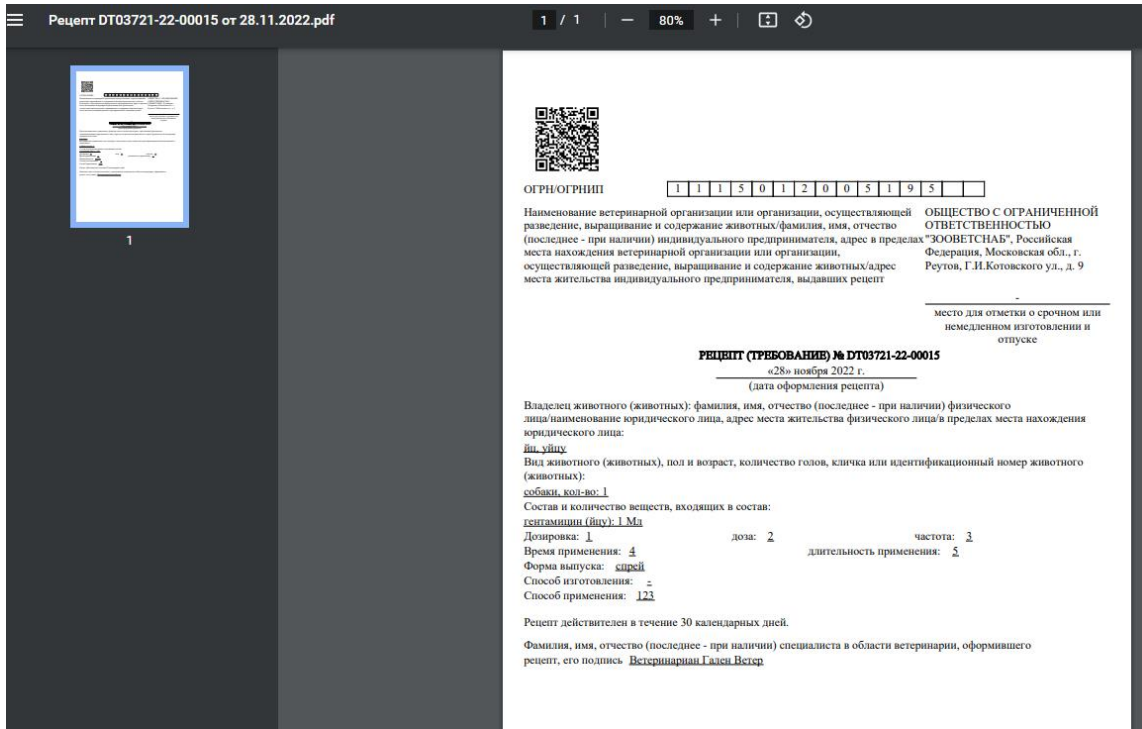 Рецепт DT03721-22-00015 от 28.11.2022.pdf
1 / 1
80%
1
ОГРН/ОГРНИП 1 1 1 5 0 1 2 0 0 5 1 9 5
Наименование ветеринарной организации или организации, осуществляющей
разведение, выращивание и содержание животных/фамилия, имя, отчество
(последнее - при наличии) индивидуального предпринимателя, адрес в пределах
места нахождения ветеринарной организации или организации,
осуществляющей разведение, выращивание и содержание животных/адрес
места жительства индивидуального предпринимателя, выдавших рецепт
ОБЩЕСТВО С ОГРАНИЧЕННОЙ
ОТВЕТСТВЕННОСТЬЮ
"ЗООВЕТСНАБ", Российская
Федерация, Московская обл., г.
Реутов, Г.И.Котовского ул., д. 9
-
место для отметки о срочном или
немедленном изготовлении и
отпуске
РЕЦЕПТ (ТРЕБОВАНИЕ) № DT03721-22-00015
«28» ноября 2022 г.
(дата оформления рецепта)
Владелец животного (животных): фамилия, имя, отчество (последнее - при наличии) физического
лица/наименование юридического лица, адрес места жительства физического лица/в пределах места нахождения
юридического лица:
йц, уйцу
Вид животного (животных), пол и возраст, количество голов, кличка или идентификационный номер животного
(животных):
собаки, кол-во: 1
Состав и количество веществ, входящих в состав:
гентамицин (йцу): 1 Мл
Дозировка: 1 доза: 2 частота: 3
Время применения: 4 длительность применения: 5
Форма выпуска: спрей
Способ изготовления: -
Способ применения: 123
Рецепт действителен в течение 30 календарных дней.
Фамилия, имя, отчество (последнее - при наличии) специалиста в области ветеринарии, оформившего
рецепт, его подпись Ветеринариан Гален Ветер